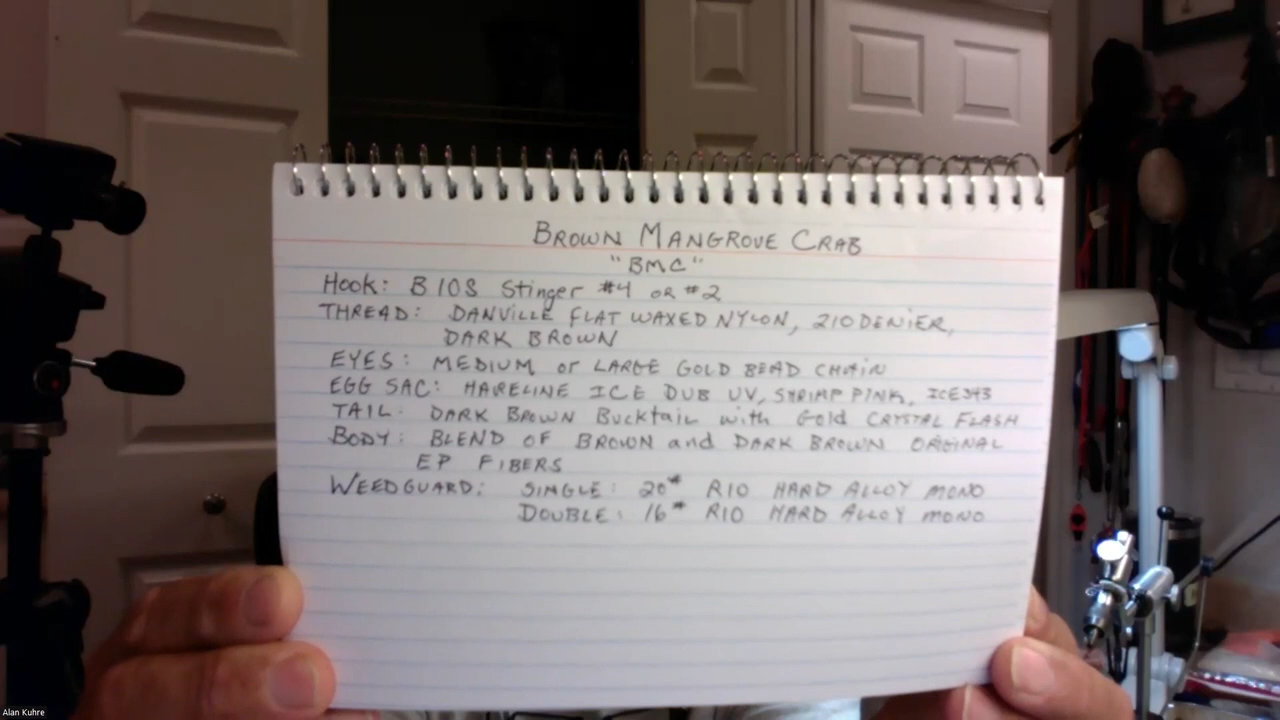 BROWN MANGROVE CRAB
"BMC"
HOOK: B10S Stinger #4 OR #2
THREAD: DANVILLE FLAT WAXED NYLON, 210 DENIER,
DARK BROWN
EYES: MEDIUM or LARGE GOLD BEAD CHAIN
EGG SAC: HARELINE ICE DUB UV, SHRIMP PINK, ICE393
TAIL: DARK BROWN BUCKTAIL with Gold CRYSTAL FLASH
BODY: BLEND OF BROWN and DARK BROWN ORIGINAL
EP FIBERS
WEEDGUARD: SINGLE: 20# RIO HARD ALLOY MONO
DOUBLE: 16# RIO HARD ALLOY MONO
Alan Kuhre